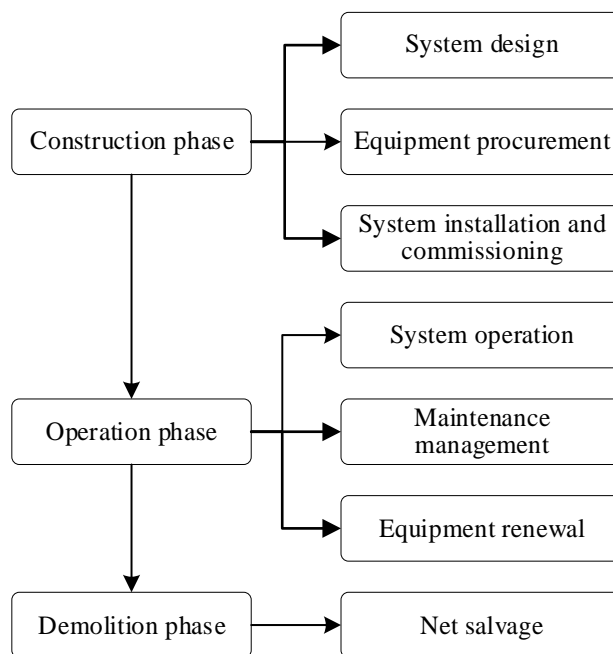 System design
Construction phase
Equipment procurement
System installation and
commissioning
System operation
Operation phase
Maintenance
management
Equipment renewal
Demolition phase
Net salvage